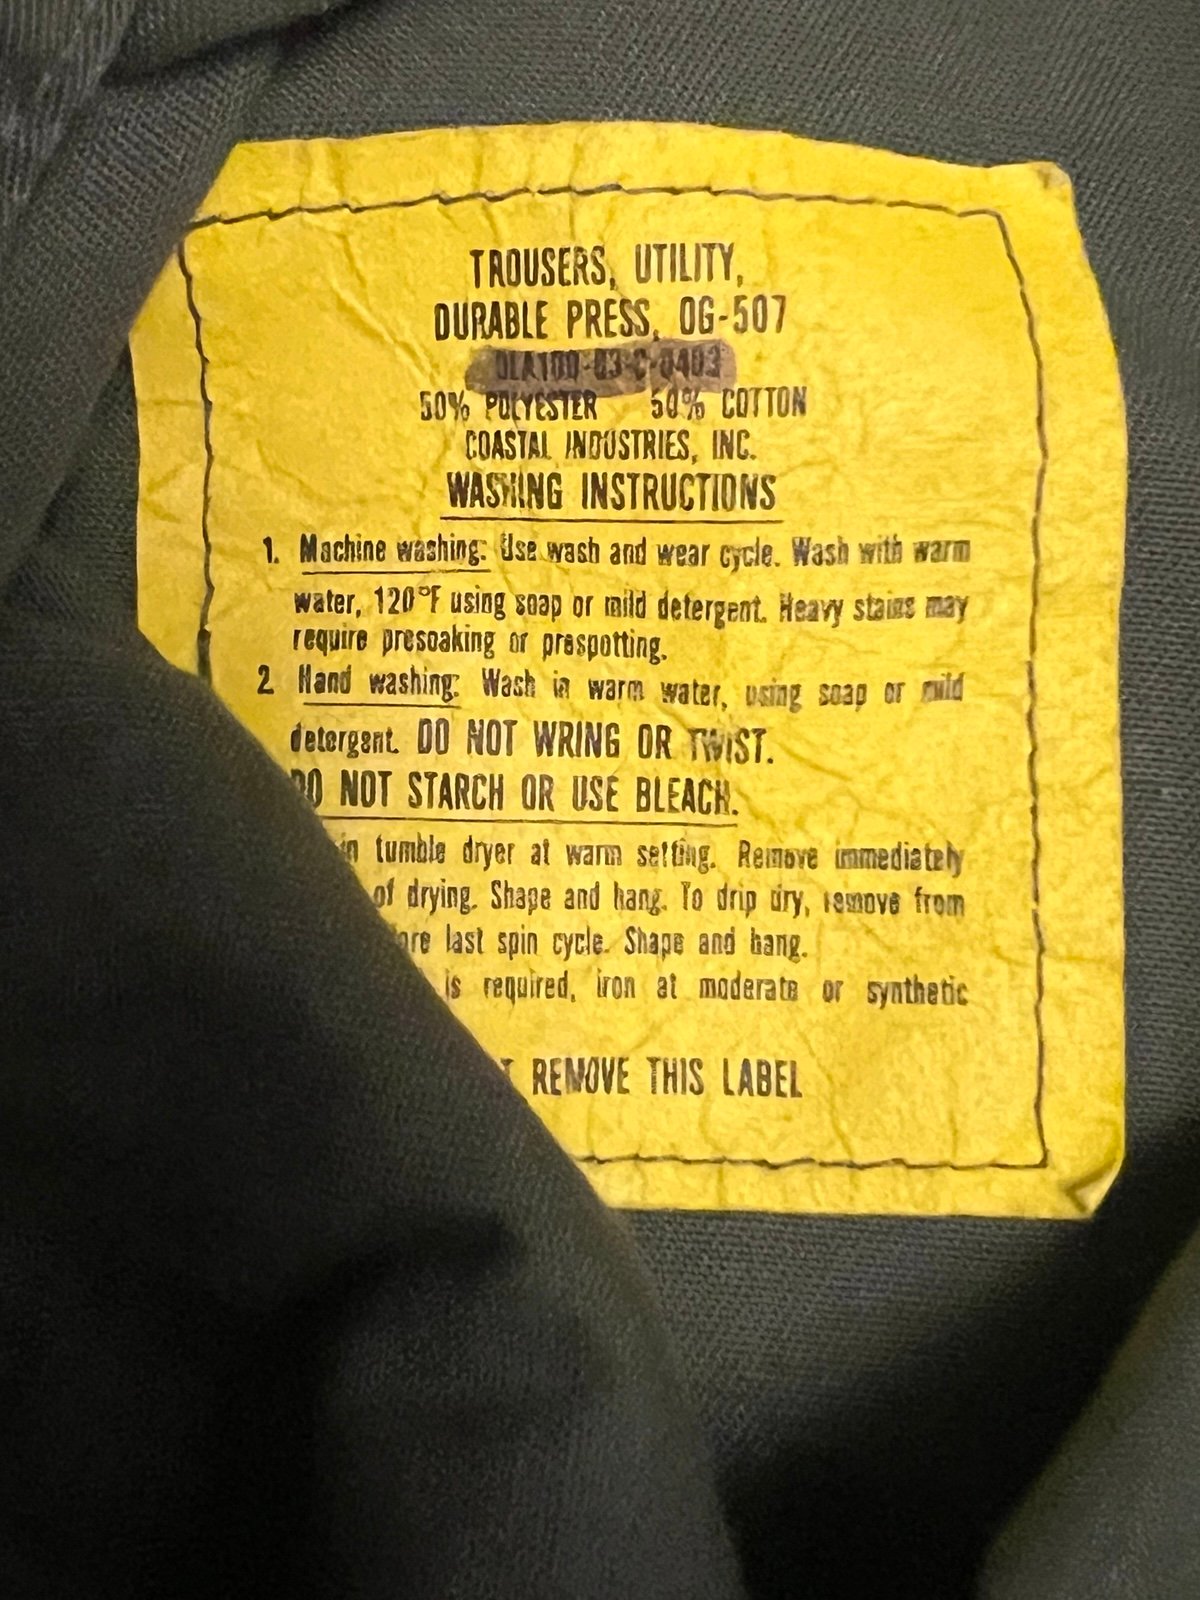 TROUSERS, UTILITY,
DURABLE PRESS, OG-507
DLA100-83-C-0403
50% POLYESTER 50% COTTON
COASTAL INDUSTRIES, INC.
WASHING INSTRUCTIONS
1. Machine washing: Use wash and wear cycle. Wash with warm
water, 120°F using soap or mild detergent. Heavy stains may
require presoaking or prespotting.
2. Hand washing: Wash in warm water, using soap or mild
detergent. DO NOT WRING OR TWIST.
DO NOT STARCH OR USE BLEACH.
in tumble dryer at warm setting. Remove immediately
of drying. Shape and hang. To drip dry, remove from
ore last spin cycle. Shape and hang.
is required, iron at moderate or synthetic
T REMOVE THIS LABEL